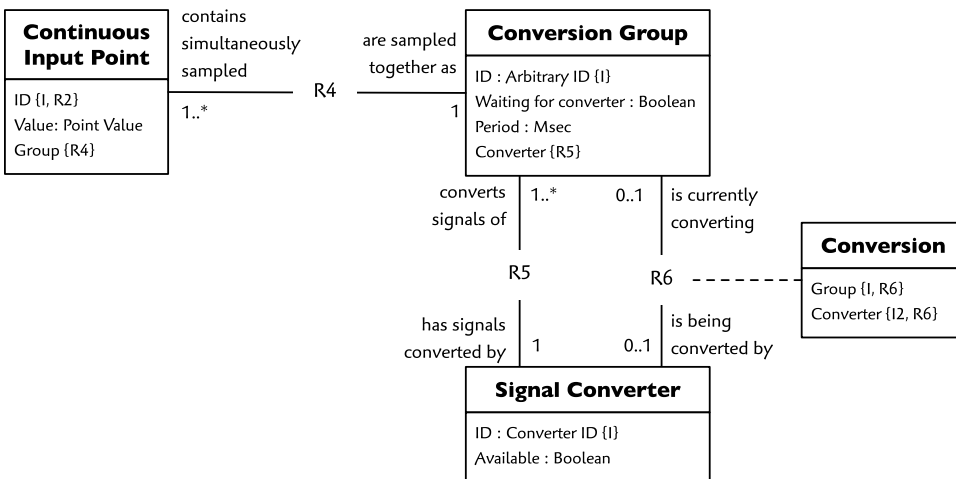 Continuous
Input Point
ID {I, R2}
Value: Point Value
Group {R4}
contains
simultaneously
sampled
1..*
R4
are sampled
together as
1
Conversion Group
ID : Arbitrary ID {I}
Waiting for converter : Boolean
Period : Msec
Converter {R5}
converts
signals of
1..*
0..1
is currently
converting
R5
R6
Conversion
Group {I, R6}
Converter {I2, R6}
has signals
converted by
1
0..1
is being
converted by
Signal Converter
ID : Converter ID {I}
Available : Boolean